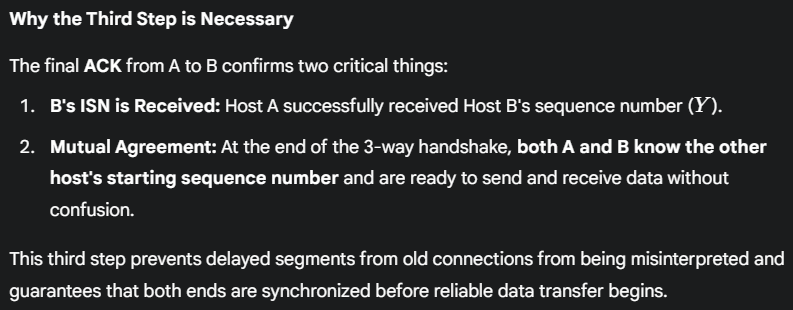 Why the Third Step is Necessary
The final ACK from A to B confirms two critical things:
1. B's ISN is Received: Host A successfully received Host B's sequence number (Y).
2. Mutual Agreement: At the end of the 3-way handshake, both A and B know the other
host's starting sequence number and are ready to send and receive data without
confusion.
This third step prevents delayed segments from old connections from being misinterpreted and
guarantees that both ends are synchronized before reliable data transfer begins.